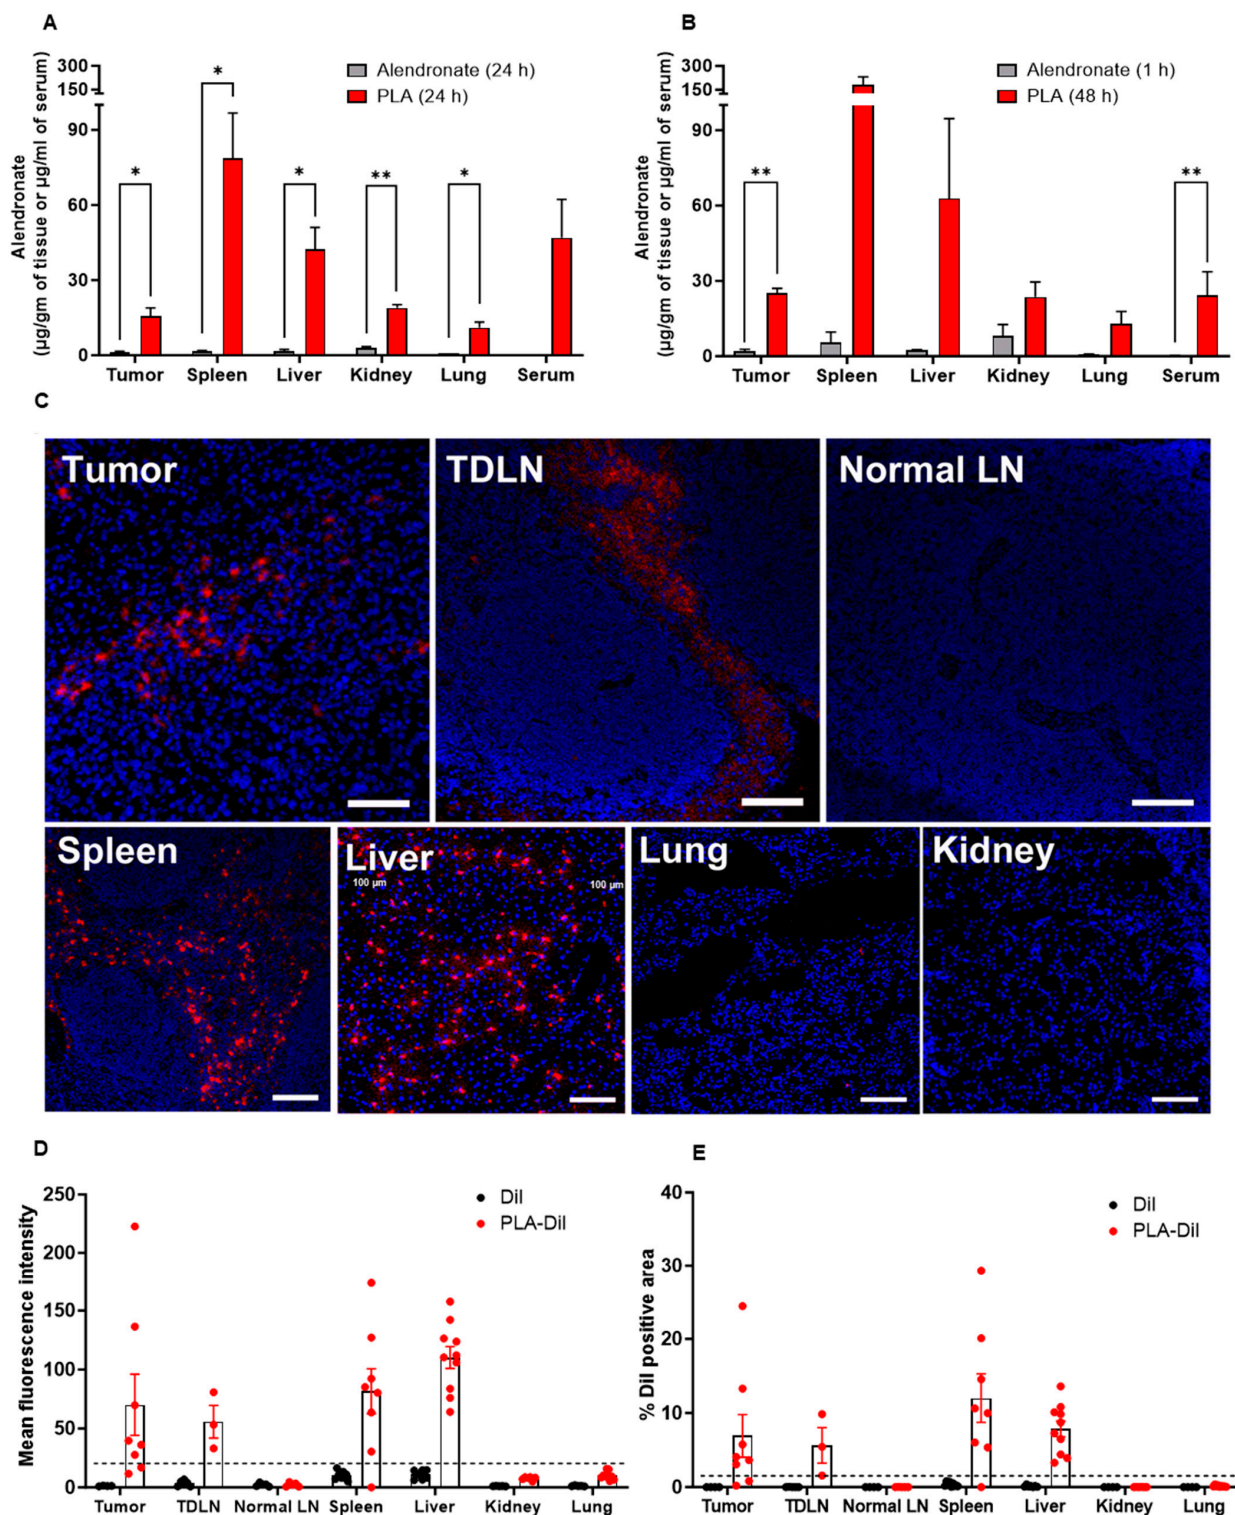 A
Alendronate
(µg/gm of tissue or µg/ml of serum)
300
150
90
60
30
0
Alendronate (24 h)
PLA (24 h)
*
*
*
**
*
Tumor Spleen Liver Kidney Lung Serum
B
Alendronate
(µg/gm of tissue or µg/ml of serum)
300
150
90
60
30
0
Alendronate (1 h)
PLA (48 h)
**
**
Tumor Spleen Liver Kidney Lung Serum
C
Tumor
TDLN
Normal LN
Spleen
Liver
100 µm
100 µm
Lung
Kidney
D
Mean fluorescence intensity
250
200
150
100
50
0
DiI
PLA-DiI
Tumor TDLN Normal LN Spleen Liver Kidney Lung
E
% DiI positive area
40
30
20
10
0
DiI
PLA-DiI
Tumor TDLN Normal LN Spleen Liver Kidney Lung